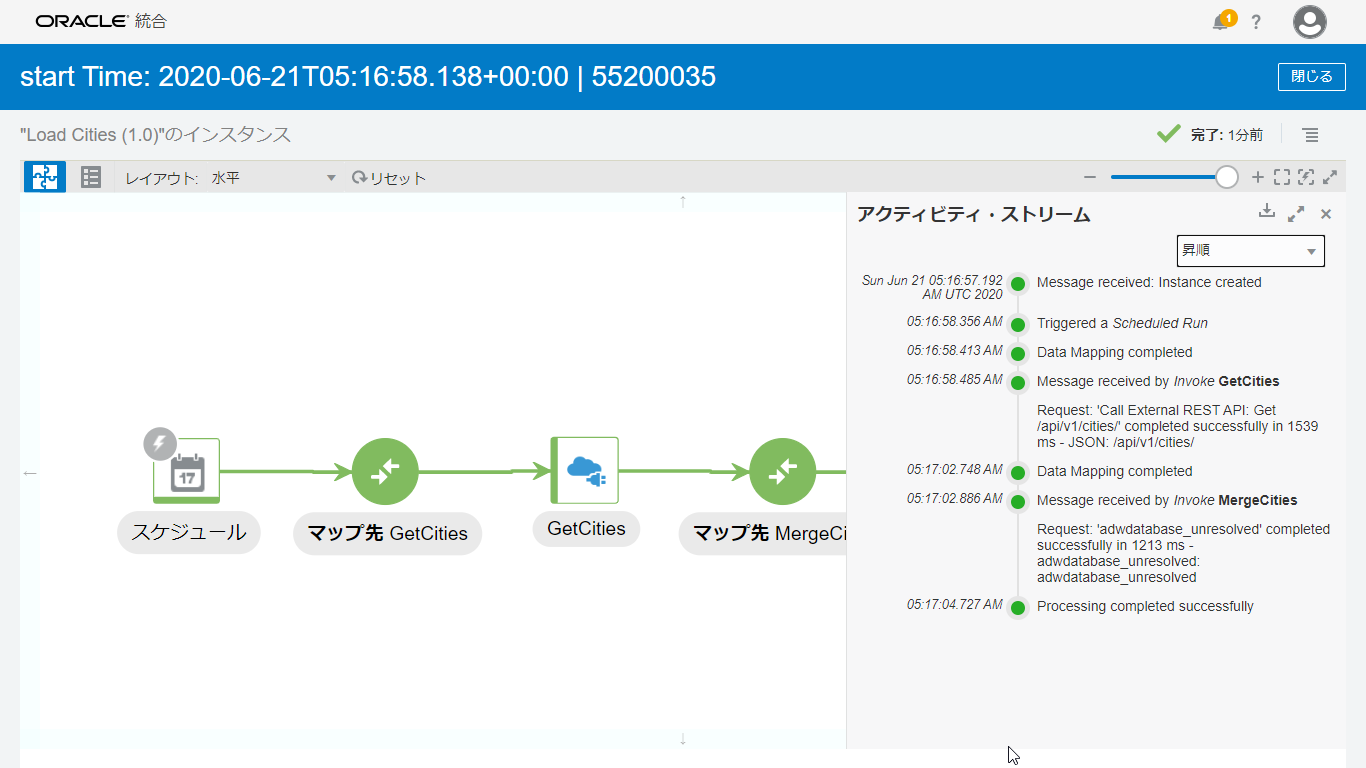 ORACLE 統合
1
?
start Time: 2020-06-21T05:16:58.138+00:00 | 55200035
閉じる
"Load Cities (1.0)"のインスタンス
完了: 1分前
レイアウト: 水平
リセット
アクティビティ・ストリーム
昇順
Sun Jun 21 05:16:57.192
AM UTC 2020
Message received: Instance created
05:16:58.356 AM
Triggered a Scheduled Run
05:16:58.413 AM
Data Mapping completed
05:16:58.485 AM
Message received by Invoke GetCities
Request: 'Call External REST API: Get
/api/v1/cities/' completed successfully in 1539
ms - JSON: /api/v1/cities/
05:17:02.748 AM
Data Mapping completed
05:17:02.886 AM
Message received by Invoke MergeCities
Request: 'adwdatabase_unresolved' completed
successfully in 1213 ms -
adwdatabase_unresolved:
adwdatabase_unresolved
05:17:04.727 AM
Processing completed successfully
17
スケジュール
マップ先 GetCities
GetCities
マップ先 MergeCi